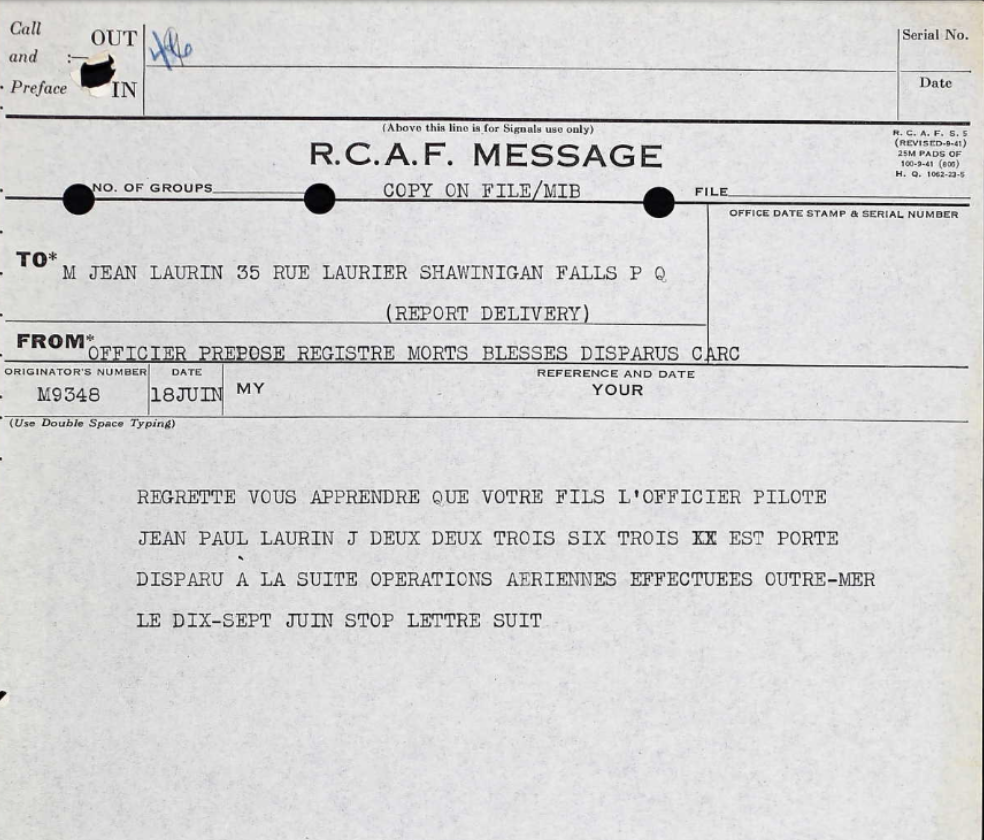 Call OUT Serial No.
and :—
Preface IN Date
(Above this line is for Signals use only)
R.C.A.F. MESSAGE
R. C. A. F. S. 5
(REVISED-9-41)
25M PADS OF
100-9-41 (606)
H. Q. 1062-23-5
NO. OF GROUPS COPY ON FILE/MIB FILE
OFFICE DATE STAMP & SERIAL NUMBER
TO* M JEAN LAURIN 35 RUE LAURIER SHAWINIGAN FALLS P Q
(REPORT DELIVERY)
FROM* OFFICIER PREPOSE REGISTRE MORTS BLESSES DISPARUS CARC
ORIGINATOR'S NUMBER DATE REFERENCE AND DATE
M9348 18JUIN MY YOUR
(Use Double Space Typing)
REGRETTE VOUS APPRENDRE QUE VOTRE FILS L'OFFICIER PILOTE
JEAN PAUL LAURIN J DEUX DEUX TROIS SIX TROIS XX EST PORTE
DISPARU À LA SUITE OPERATIONS AERIENNES EFFECTUEES OUTRE-MER
LE DIX-SEPT JUIN STOP LETTRE SUIT